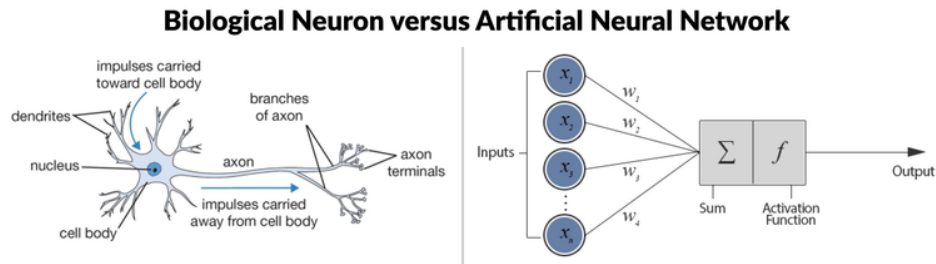 Biological Neuron versus Artificial Neural Network
impulses carried
toward cell body
dendrites
nucleus
cell body
axon
branches
of axon
axon
terminals
impulses carried
away from cell body
Inputs
x1
x2
x3
xn
w1
w2
w3
w4
∑
f
Sum
Activation
Function
Output